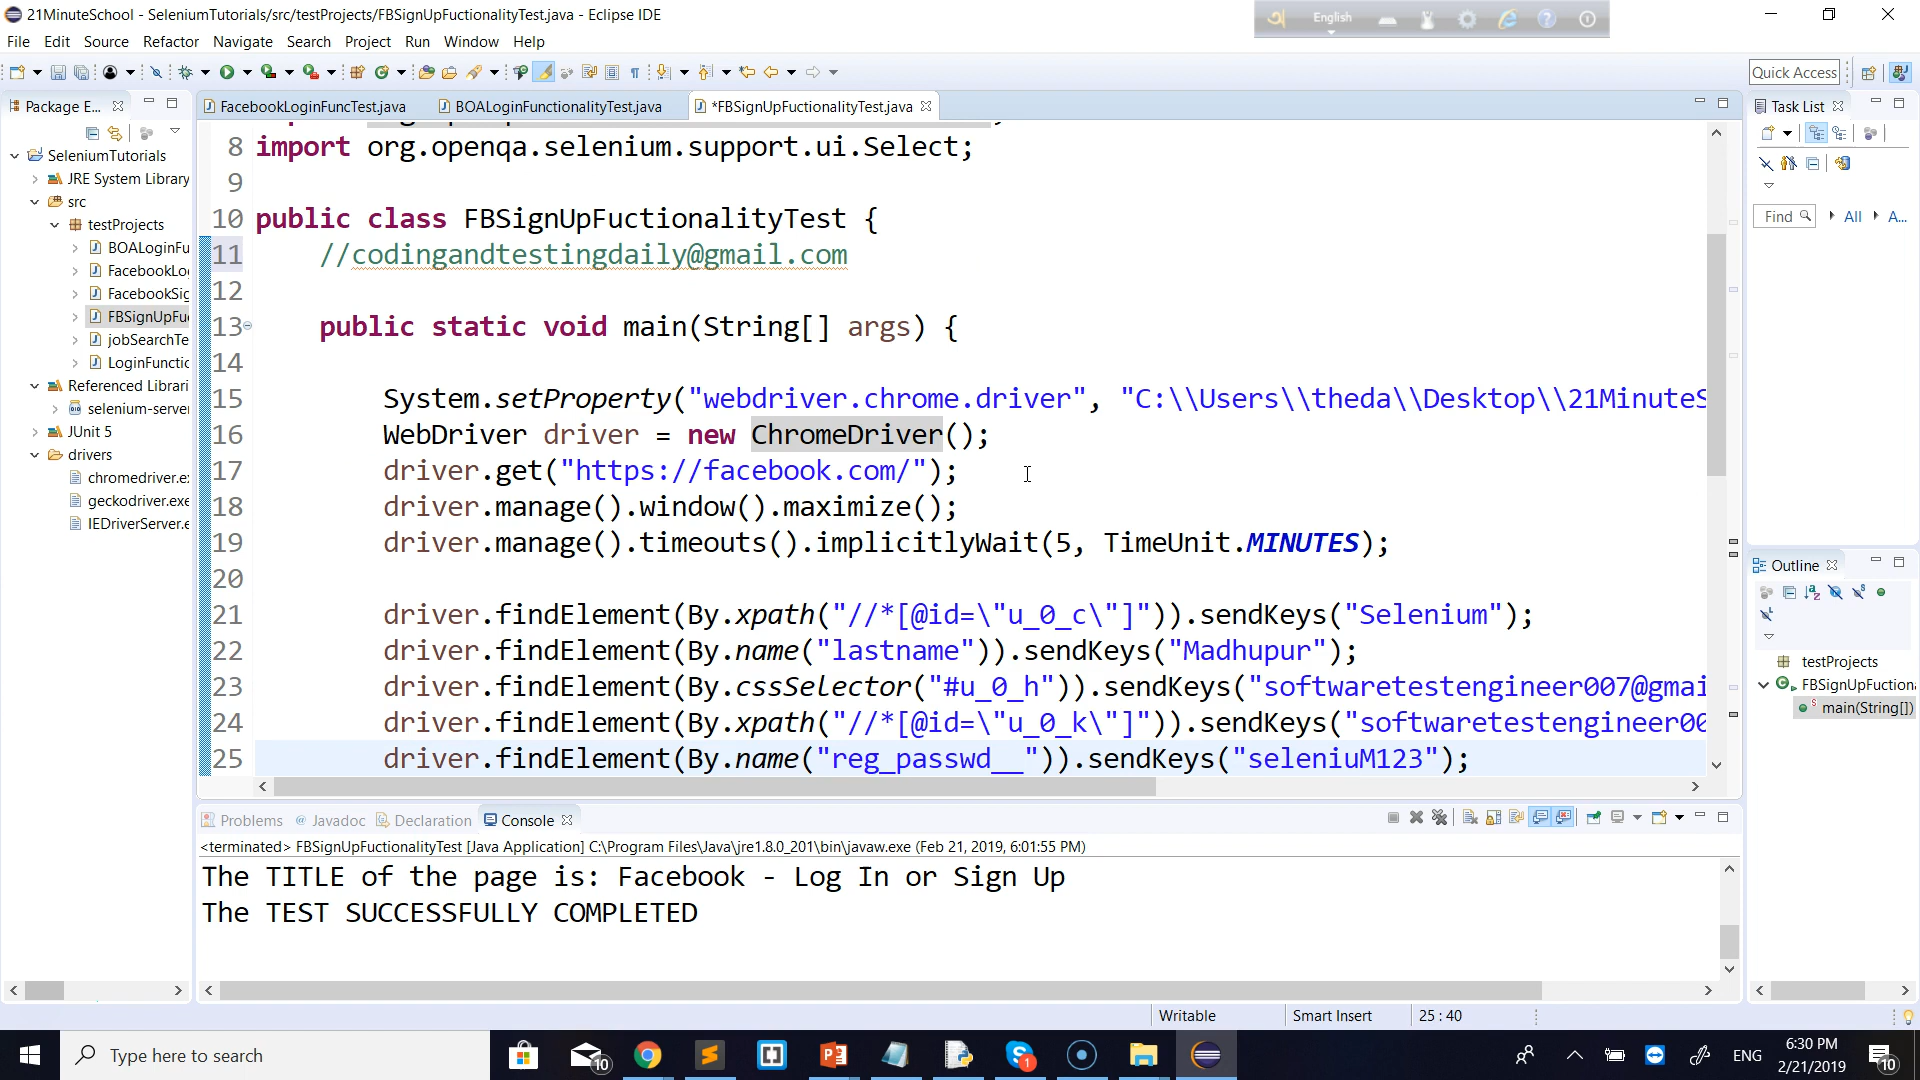 21MinuteSchool - SeleniumTutorials/src/testProjects/FBSignUpFuctionalityTest.java - Eclipse IDE
English
File Edit Source Refactor Navigate Search Project Run Window Help
Quick Access
Package E...
FacebookLoginFuncTest.java
BOALoginFunctionalityTest.java
*FBSignUpFuctionalityTest.java
Task List
SeleniumTutorials
JRE System Library
src
testProjects
BOALoginFu
FacebookLo
FacebookSig
FBSignUpFu
jobSearchTe
LoginFunctic
Referenced Librari
selenium-server
JUnit 5
drivers
chromedriver.e
geckodriver.exe
IEDriverServer.e
8 import org.openqa.selenium.support.ui.Select;
9
10 public class FBSignUpFuctionalityTest {
11 //codingandtestingdaily@gmail.com
12
13 public static void main(String[] args) {
14
15 System.setProperty("webdriver.chrome.driver", "C:\\Users\\theda\\Desktop\\21MinuteS
16 WebDriver driver = new ChromeDriver();
17 driver.get("https://facebook.com/");
18 driver.manage().window().maximize();
19 driver.manage().timeouts().implicitlyWait(5, TimeUnit.MINUTES);
20
21 driver.findElement(By.xpath("//*[@id=\"u_0_c\"]")).sendKeys("Selenium");
22 driver.findElement(By.name("lastname")).sendKeys("Madhupur");
23 driver.findElement(By.cssSelector("#u_0_h")).sendKeys("softwaretestengineer007@gmai
24 driver.findElement(By.xpath("//*[@id=\"u_0_k\"]")).sendKeys("softwaretestengineer00
25 driver.findElement(By.name("reg_passwd__")).sendKeys("seleniuM123");
Find All A...
Outline
testProjects
FBSignUpFuction
main(String[])
Problems Javadoc Declaration Console
<terminated> FBSignUpFuctionalityTest [Java Application] C:\Program Files\Java\jre1.8.0_201\bin\javaw.exe (Feb 21, 2019, 6:01:55 PM)
The TITLE of the page is: Facebook - Log In or Sign Up
The TEST SUCCESSFULLY COMPLETED
Writable
Smart Insert
25 : 40
Type here to search
10
1
ENG
6:30 PM
2/21/2019
10